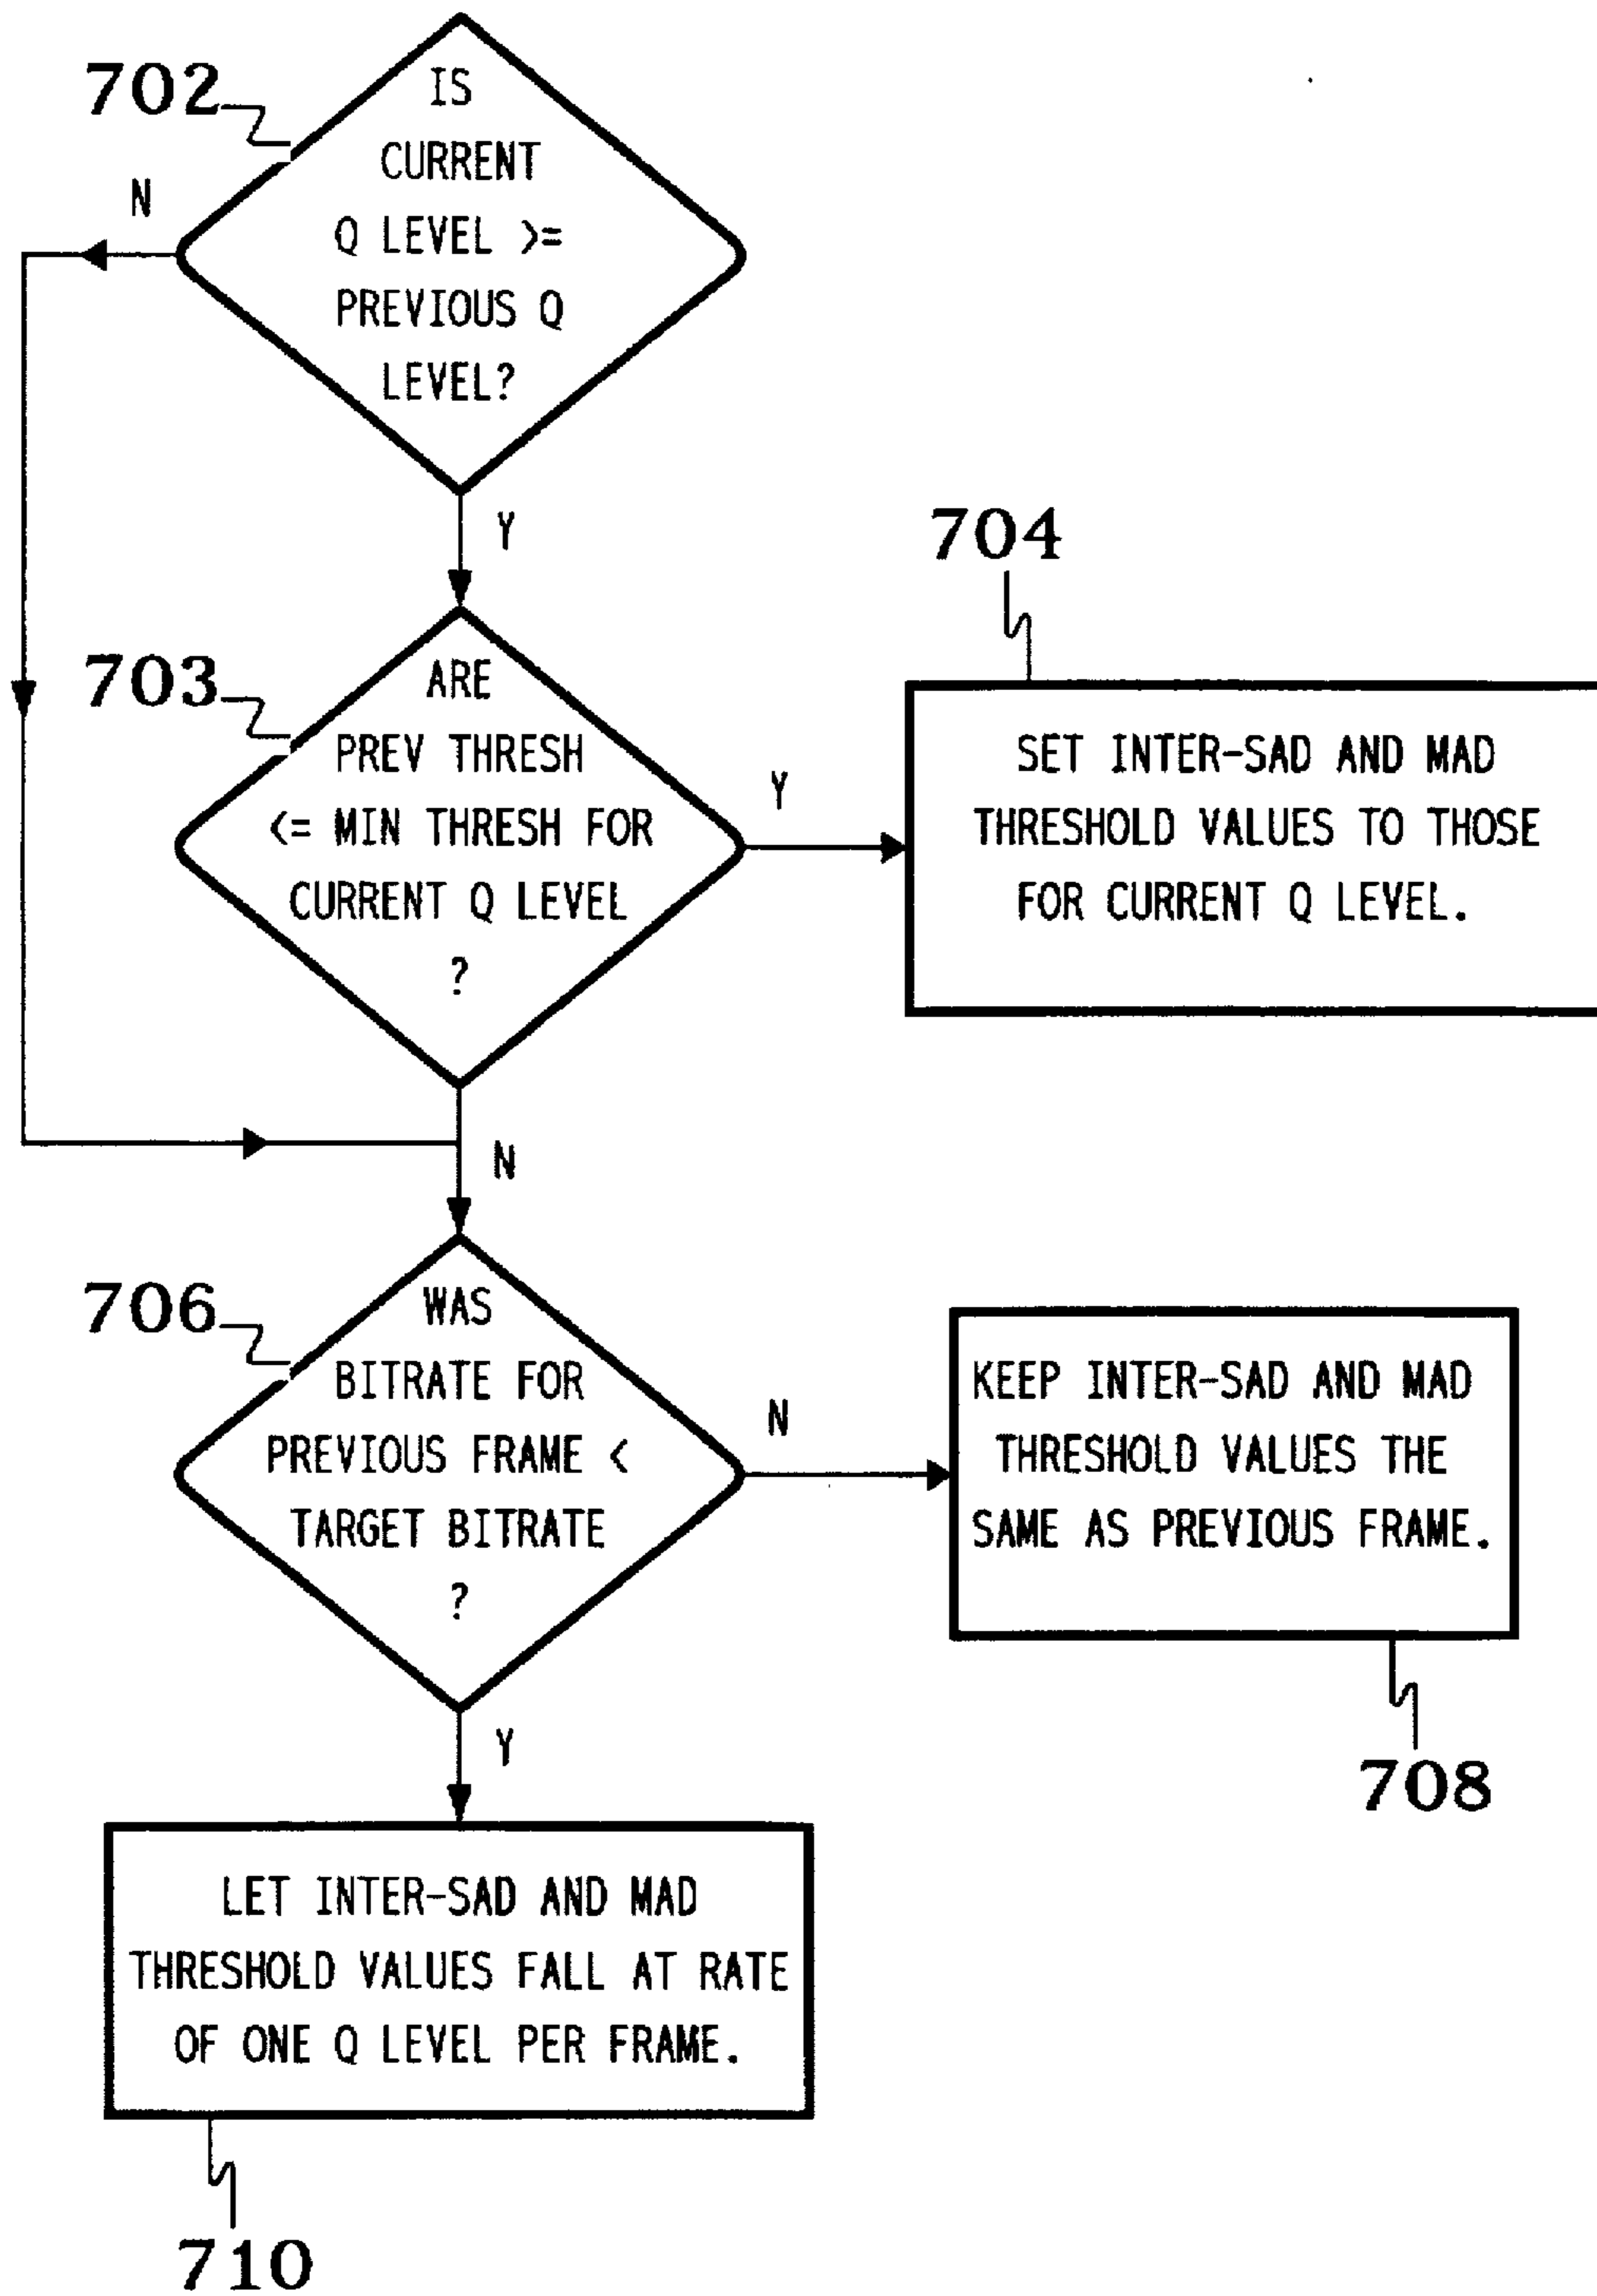 702
IS
CURRENT
Q LEVEL >=
PREVIOUS Q
LEVEL?
N
Y
703
ARE
PREV THRESH
<= MIN THRESH FOR
CURRENT Q LEVEL
?
Y
704
SET INTER-SAD AND MAD
THRESHOLD VALUES TO THOSE
FOR CURRENT Q LEVEL.
N
706
WAS
BITRATE FOR
PREVIOUS FRAME <
TARGET BITRATE
?
N
KEEP INTER-SAD AND MAD
THRESHOLD VALUES THE
SAME AS PREVIOUS FRAME.
708
Y
LET INTER-SAD AND MAD
THRESHOLD VALUES FALL AT RATE
OF ONE Q LEVEL PER FRAME.
710